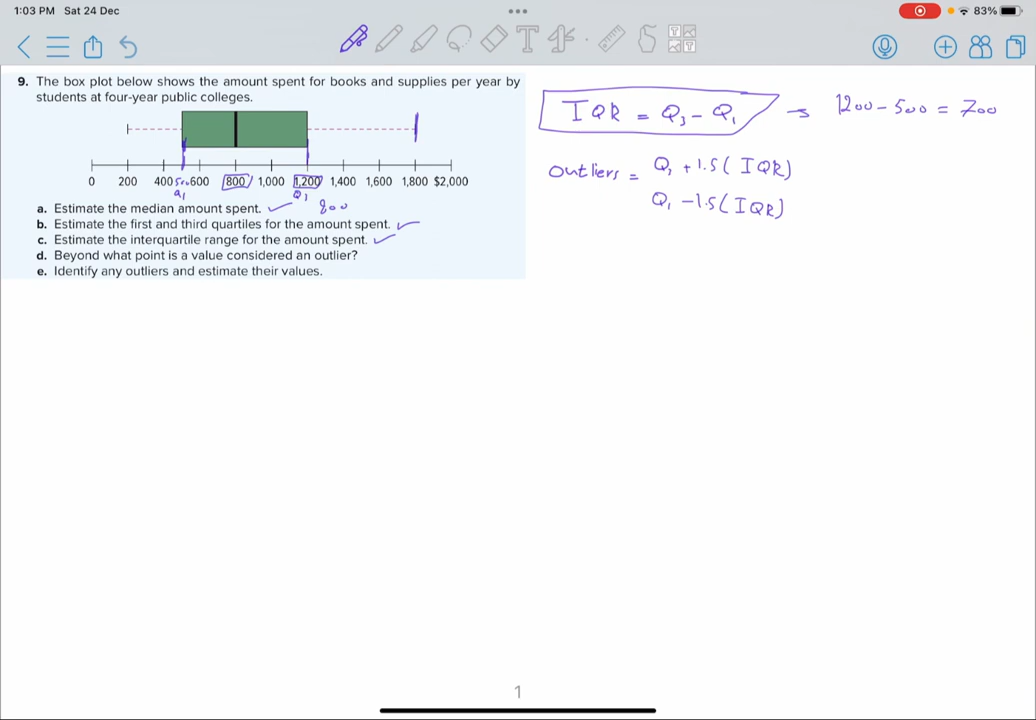 1:03 PM Sat 24 Dec
83%
9. The box plot below shows the amount spent for books and supplies per year by
students at four-year public colleges.
0 200 400 500 600 800 1,000 1,200 1,400 1,600 1,800 $2,000
Q1 Q3
a. Estimate the median amount spent. 800
b. Estimate the first and third quartiles for the amount spent.
c. Estimate the interquartile range for the amount spent.
d. Beyond what point is a value considered an outlier?
e. Identify any outliers and estimate their values.
IQR = Q3 - Q1 → 1200 - 500 = 700
Outliers = Q3 + 1.5 (IQR)
Q1 - 1.5 (IQR)
1